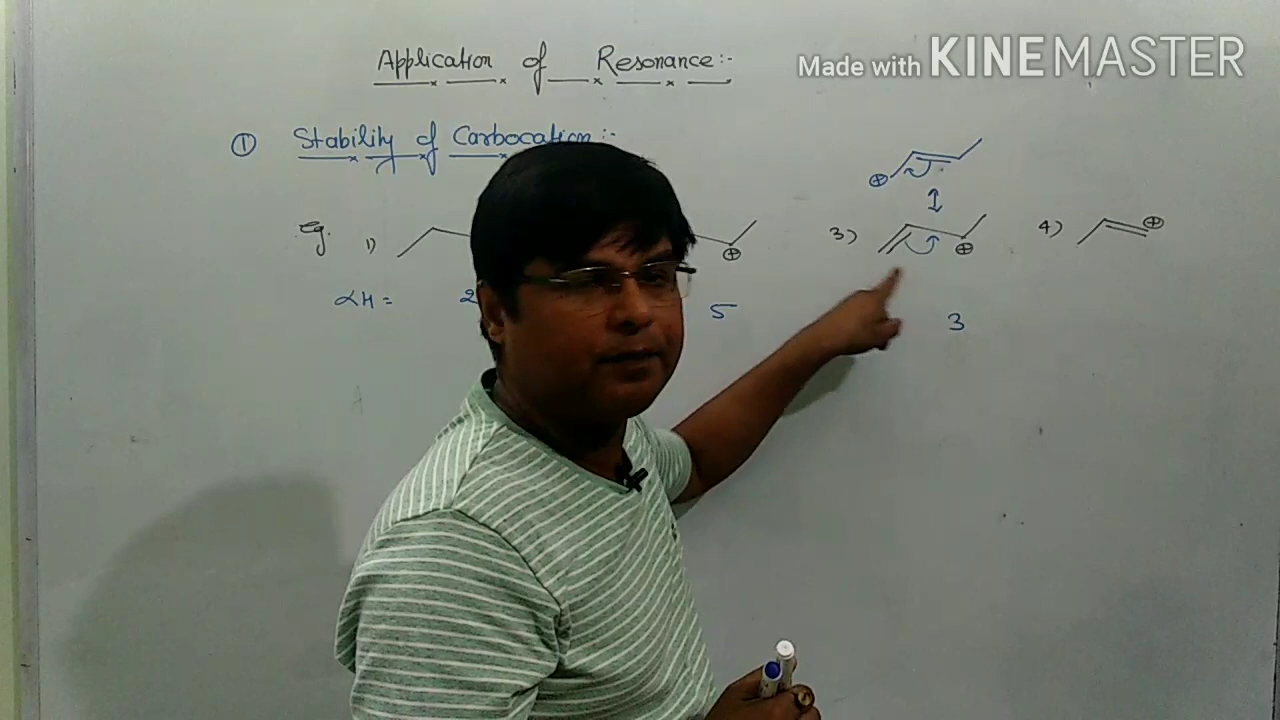 Made with KINEMASTER
Application of Resonance:-
① Stability of Carbocation:-
⊕
Eg. 1) ⊕ 3) ⊕ 4) ⊕
αH = 2 5 3